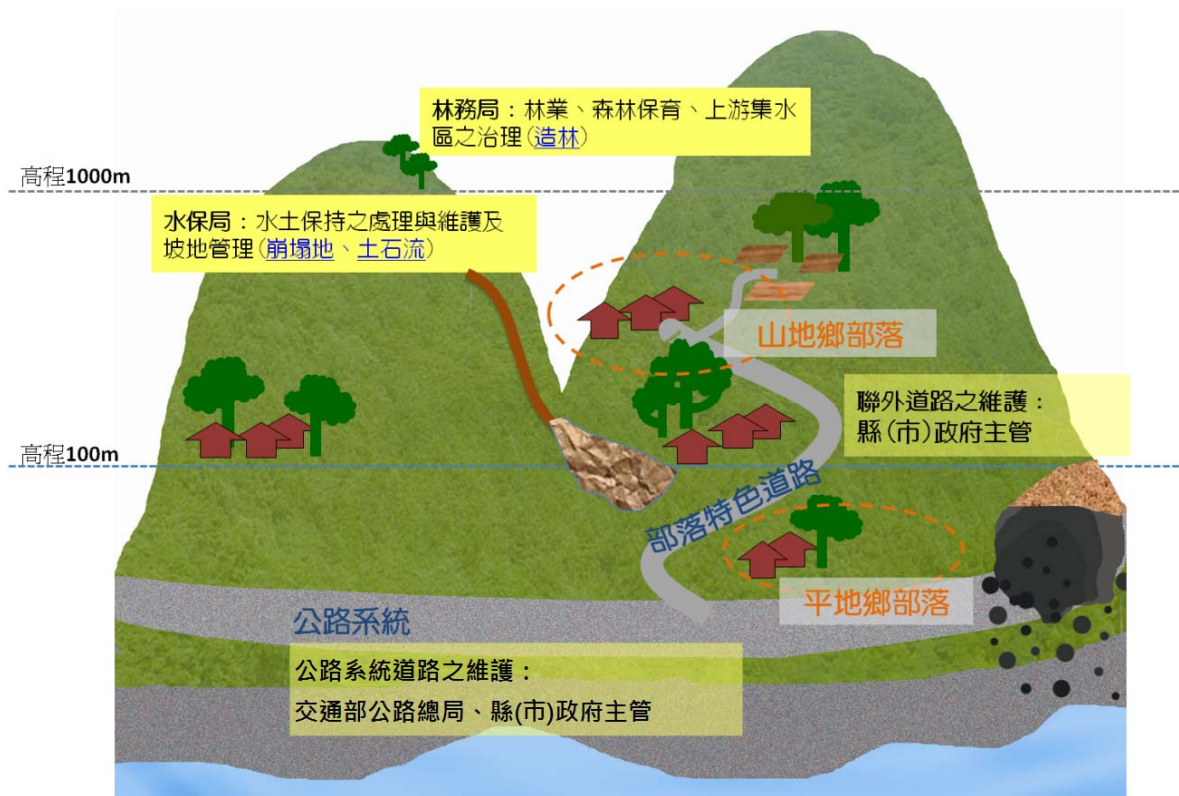 林務局：林業、森林保育、上游集水
區之治理(造林)
高程1000m
水保局：水土保持之處理與維護及
坡地管理(崩塌地、土石流)
山地鄉部落
聯外道路之維護：
縣(市)政府主管
高程100m
部落特色道路
平地鄉部落
公路系統
公路系統道路之維護：
交通部公路總局、縣(市)政府主管